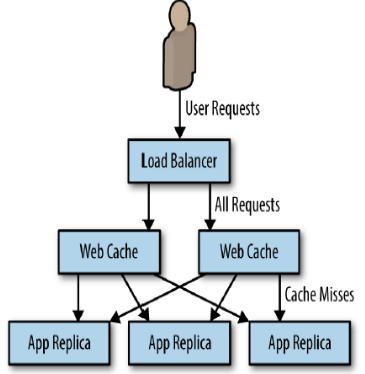 User Requests
Load Balancer
All Requests
Web Cache
Web Cache
Cache Misses
App Replica
App Replica
App Replica